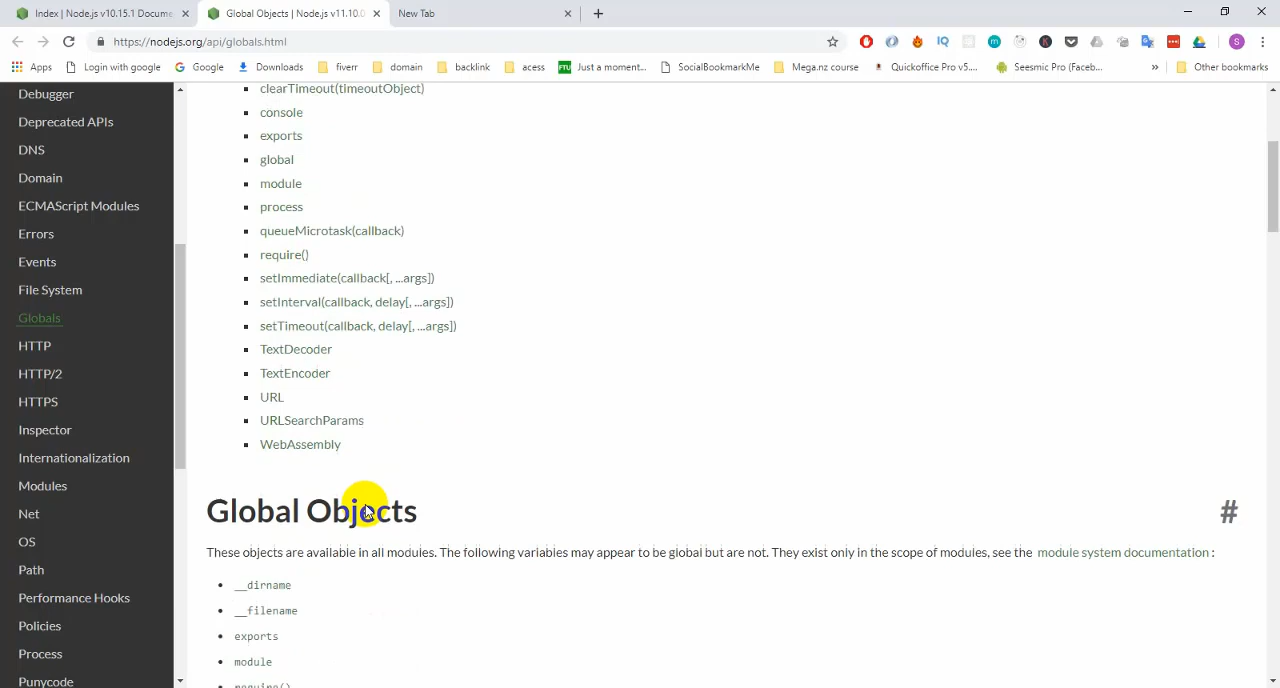 Index | Node.js v10.15.1 Docume
Global Objects | Node.js v11.10.0
New Tab
https://nodejs.org/api/globals.html
Apps
Login with google
Google
Downloads
fiverr
domain
backlink
acess
Just a moment...
SocialBookmarkMe
Mega.nz course
Quickoffice Pro v5....
Seesmic Pro (Faceb...
Other bookmarks
Debugger
Deprecated APIs
DNS
Domain
ECMAScript Modules
Errors
Events
File System
Globals
HTTP
HTTP/2
HTTPS
Inspector
Internationalization
Modules
Net
OS
Path
Performance Hooks
Policies
Process
Punycode
clearTimeout(timeoutObject)
console
exports
global
module
process
queueMicrotask(callback)
require()
setImmediate(callback[, ...args])
setInterval(callback, delay[, ...args])
setTimeout(callback, delay[, ...args])
TextDecoder
TextEncoder
URL
URLSearchParams
WebAssembly
Global Objects
#
These objects are available in all modules. The following variables may appear to be global but are not. They exist only in the scope of modules, see the module system documentation:
__dirname
__filename
exports
module
require()